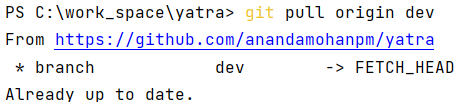 PS C:\work_space\yatra> git pull origin dev
From https://github.com/anandamohanpm/yatra
 * branch            dev        -> FETCH_HEAD
Already up to date.